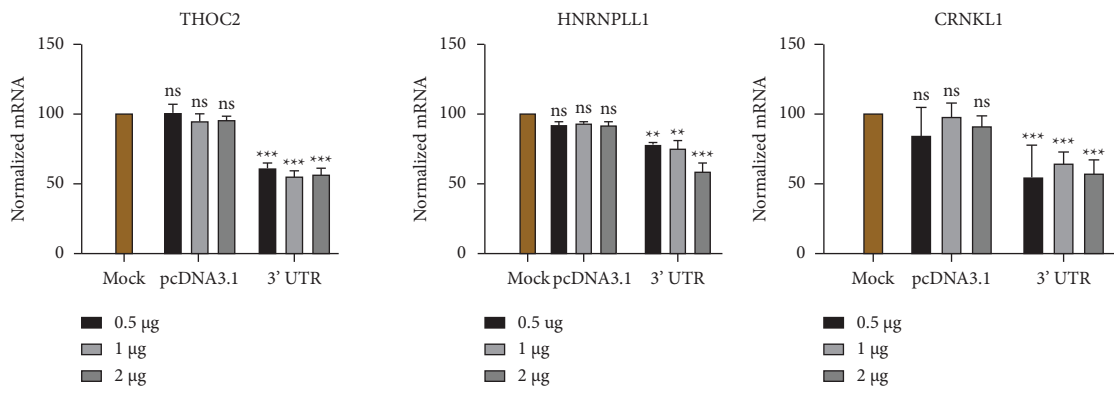 THOC2
150
100
50
0
Normalized mRNA
ns
ns
ns
***
***
***
Mock
pcDNA3.1
3' UTR
0.5 µg
1 µg
2 µg
HNRNPLL1
150
100
50
0
Normalized mRNA
ns
ns
ns
**
**
***
Mock
pcDNA3.1
3' UTR
0.5 ug
1 µg
2 µg
CRNKL1
150
100
50
0
Normalized mRNA
ns
ns
ns
***
***
***
Mock
pcDNA3.1
3' UTR
0.5 µg
1 µg
2 µg